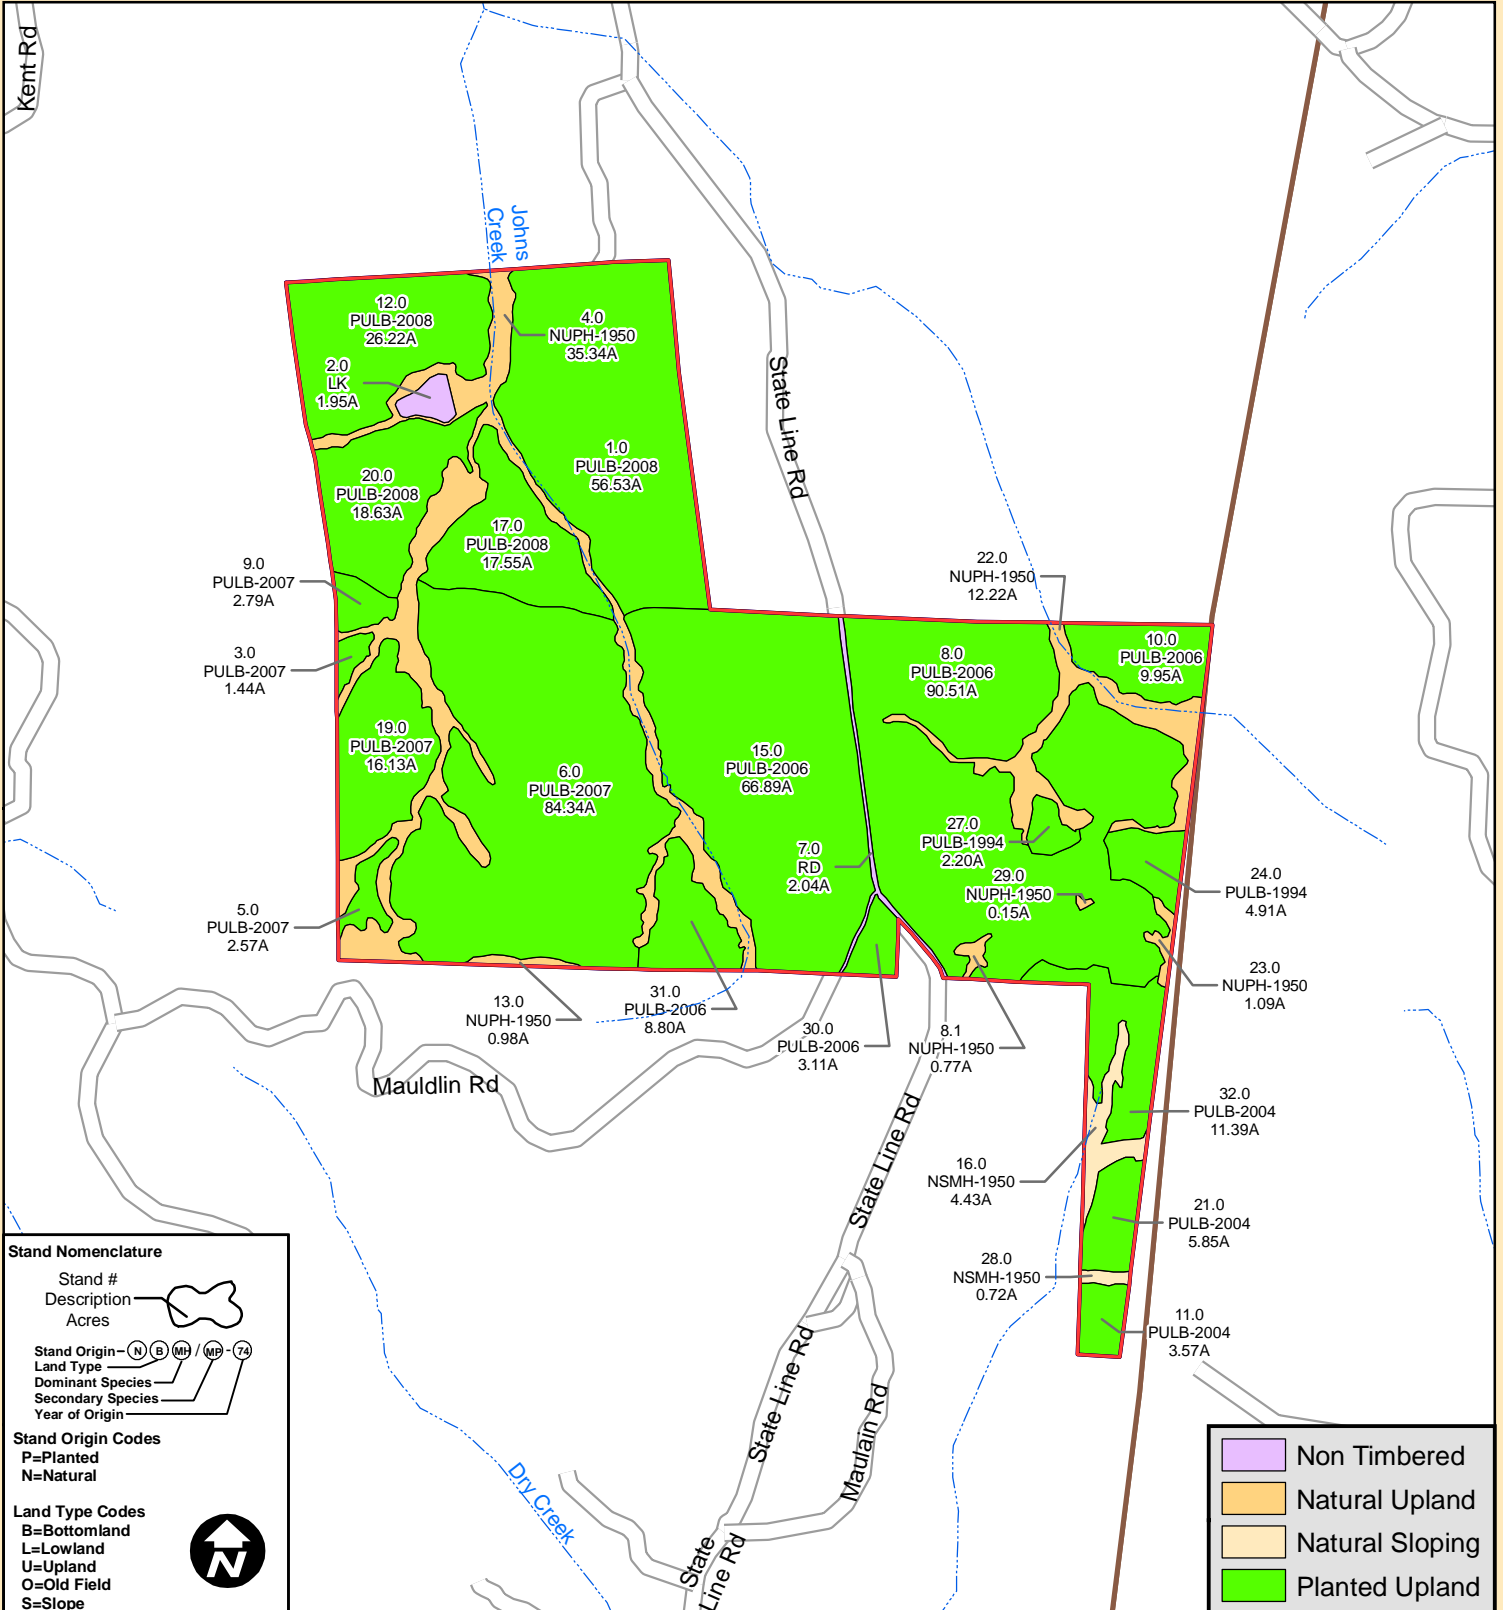 Kent Rd
Johns
Creek
12.0
PULB-2008
26.22A
4.0
NUPH-1950
35.34A
2.0
LK
1.95A
State Line Rd
1.0
PULB-2008
56.53A
20.0
PULB-2008
18.63A
17.0
PULB-2008
17.55A
9.0
PULB-2007
2.79A
22.0
NUPH-1950
12.22A
3.0
PULB-2007
1.44A
8.0
PULB-2006
90.51A
10.0
PULB-2006
9.95A
19.0
PULB-2007
16.13A
6.0
PULB-2007
84.34A
15.0
PULB-2006
66.89A
27.0
PULB-1994
2.20A
7.0
RD
2.04A
29.0
NUPH-1950
0.15A
24.0
PULB-1994
4.91A
5.0
PULB-2007
2.57A
23.0
NUPH-1950
1.09A
13.0
NUPH-1950
0.98A
31.0
PULB-2006
8.80A
30.0
PULB-2006
3.11A
8.1
NUPH-1950
0.77A
Mauldlin Rd
32.0
PULB-2004
11.39A
State Line Rd
16.0
NSMH-1950
4.43A
21.0
PULB-2004
5.85A
28.0
NSMH-1950
0.72A
11.0
PULB-2004
3.57A
State Line Rd
Maulain Rd
Dry Creek
State
Line Rd
Stand Nomenclature
Stand #
Description
Acres
Stand Origin - N B MH / MP - 74
Land Type
Dominant Species
Secondary Species
Year of Origin
Stand Origin Codes
P=Planted
N=Natural
Land Type Codes
B=Bottomland
L=Lowland
U=Upland
O=Old Field
S=Slope
N
Non Timbered
Natural Upland
Natural Sloping
Planted Upland